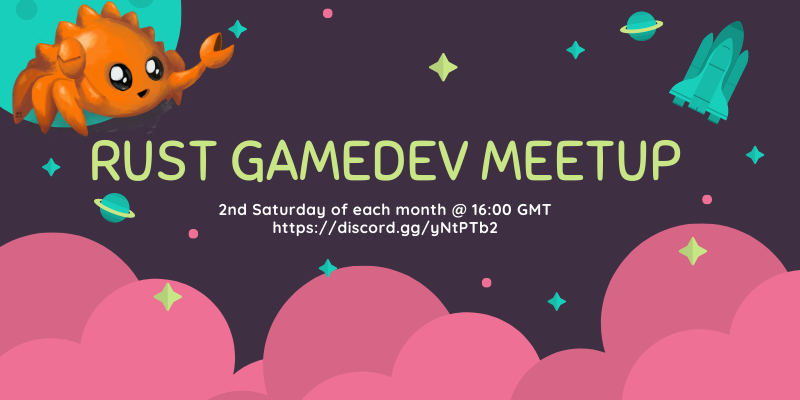 RUST GAMEDEV MEETUP
2nd Saturday of each month @ 16:00 GMT
https://discord.gg/yNtPTb2